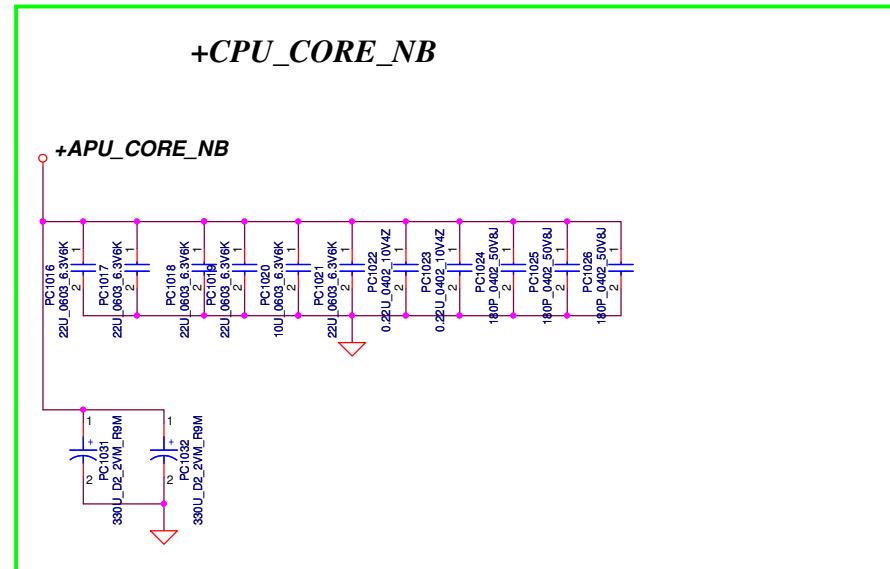 +CPU_CORE_NB
+APU_CORE_NB
PC1016
22U_0603_6.3V6K
1
2
PC1017
22U_0603_6.3V6K
1
2
PC1018
22U_0603_6.3V6K
1
2
PC1019
22U_0603_6.3V6K
1
2
PC1020
10U_0603_6.3V6K
1
2
PC1021
22U_0603_6.3V6K
1
2
PC1022
0.22U_0402_10V4Z
1
2
PC1023
0.22U_0402_10V4Z
1
2
PC1024
180P_0402_50V8J
1
2
PC1025
180P_0402_50V8J
1
2
PC1026
180P_0402_50V8J
1
2
PC1031
330U_D2_2VM_R9M
1
+
2
PC1032
330U_D2_2VM_R9M
1
+
2